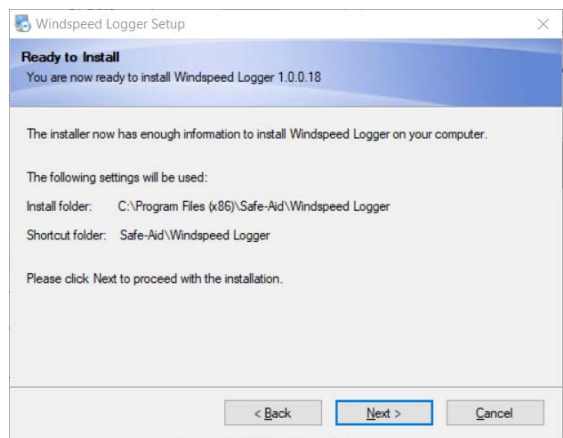 Windspeed Logger Setup
Ready to Install
You are now ready to install Windspeed Logger 1.0.0.18
The installer now has enough information to install Windspeed Logger on your computer.
The following settings will be used:
Install folder: C:\Program Files (x86)\Safe-Aid\Windspeed Logger
Shortcut folder: Safe-Aid\Windspeed Logger
Please click Next to proceed with the installation.
< Back Next > Cancel